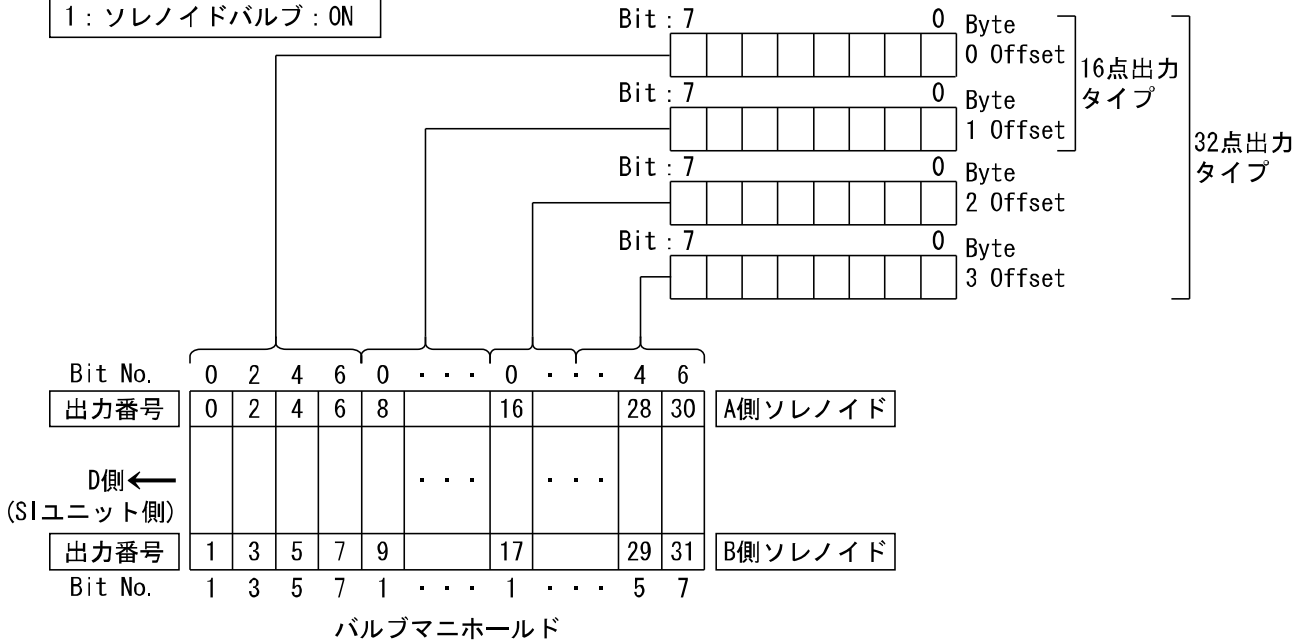 1：ソレノイドバルブ：ON
Bit：7 0 Byte
0 Offset
Bit：7 0 Byte
1 Offset
16点出力
タイプ
Bit：7 0 Byte
2 Offset
Bit：7 0 Byte
3 Offset
32点出力
タイプ
Bit No. 0 2 4 6 0 ・・・ 0 ・・・ 4 6
出力番号 0 2 4 6 8 16 28 30 A側ソレノイド
D側← ・・・ ・・・
(SIユニット側)
出力番号 1 3 5 7 9 17 29 31 B側ソレノイド
Bit No. 1 3 5 7 1 ・・・ 1 ・・・ 5 7
バルブマニホールド